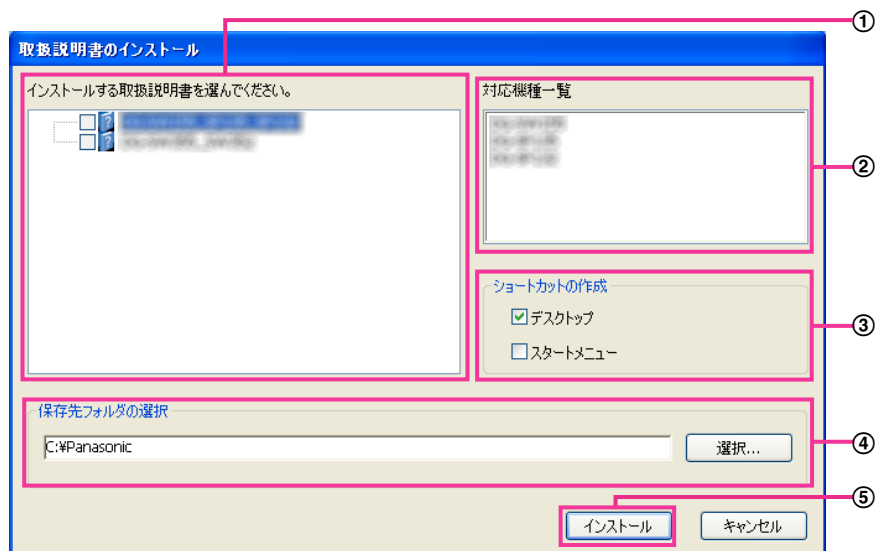 ①
取扱説明書のインストール
インストールする取扱説明書を選んでください。
対応機種一覧
②
ショートカットの作成
デスクトップ
③
スタートメニュー
保存先フォルダの選択
C:¥Panasonic
選択...
④
⑤
インストール
キャンセル